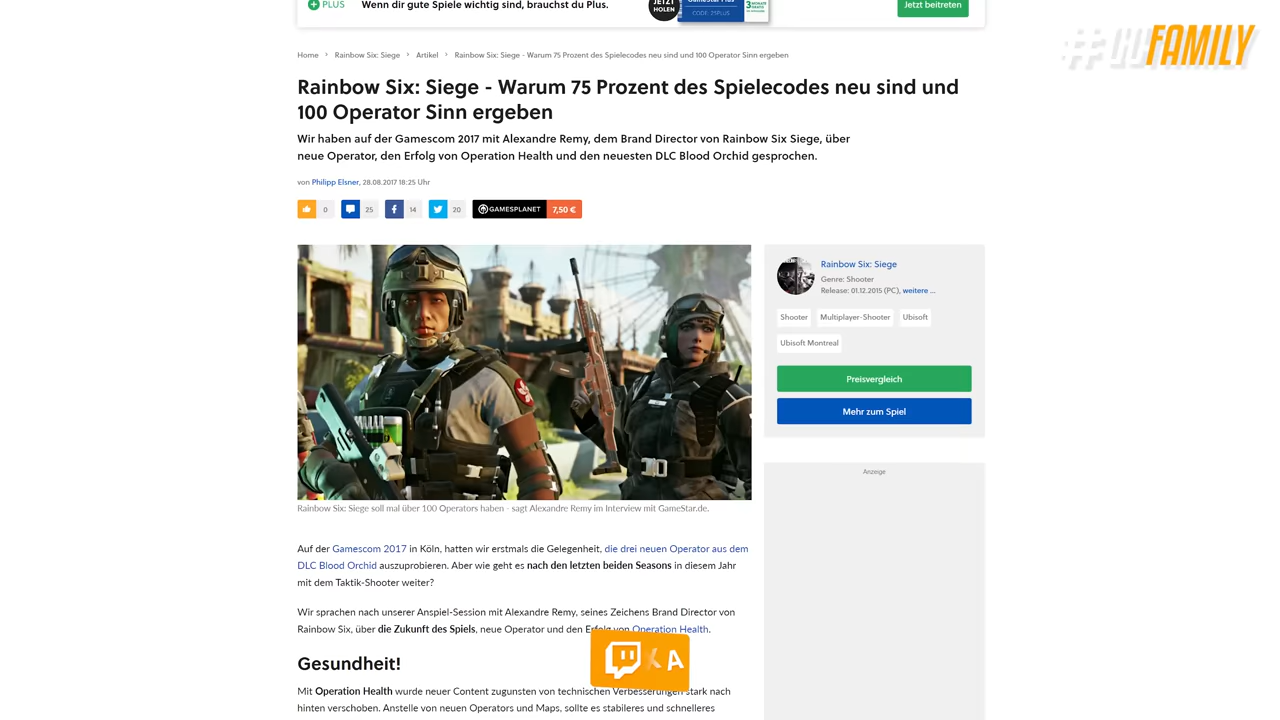 PLUS
Wenn dir gute Spiele wichtig sind, brauchst du Plus.
JETZT HOLEN
CODE: 25PLUS
Jetzt beitreten
FAMILY
Home > Rainbow Six: Siege > Artikel > Rainbow Six: Siege - Warum 75 Prozent des Spielecodes neu sind und 100 Operator Sinn ergeben
Rainbow Six: Siege - Warum 75 Prozent des Spielecodes neu sind und
100 Operator Sinn ergeben
Wir haben auf der Gamescom 2017 mit Alexandre Remy, dem Brand Director von Rainbow Six Siege, über
neue Operator, den Erfolg von Operation Health und den neuesten DLC Blood Orchid gesprochen.
von Philipp Elsner, 28.08.2017 18:25 Uhr
0 25 14 20 GAMESPLANET 7,50 €
Rainbow Six: Siege
Genre: Shooter
Release: 01.12.2015 (PC), weitere ...
Shooter Multiplayer-Shooter Ubisoft
Ubisoft Montreal
Preisvergleich
Mehr zum Spiel
Anzeige
Rainbow Six: Siege soll mal über 100 Operators haben - sagt Alexandre Remy im Interview mit GameStar.de.
Auf der Gamescom 2017 in Köln, hatten wir erstmals die Gelegenheit, die drei neuen Operator aus dem
DLC Blood Orchid auszuprobieren. Aber wie geht es nach den letzten beiden Seasons in diesem Jahr
mit dem Taktik-Shooter weiter?
Wir sprachen nach unserer Anspiel-Session mit Alexandre Remy, seines Zeichens Brand Director von
Rainbow Six, über die Zukunft des Spiels, neue Operator und den Erfolg von Operation Health.
Gesundheit!
Mit Operation Health wurde neuer Content zugunsten von technischen Verbesserungen stark nach
hinten verschoben. Anstelle von neuen Operators und Maps, sollte es stabileres und schnelleres